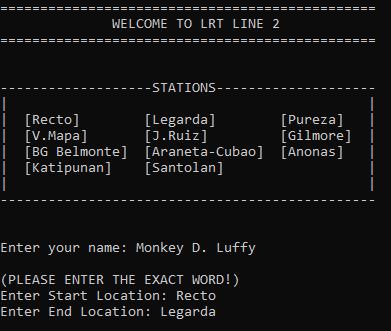 ===============================================
WELCOME TO LRT LINE 2
===============================================
-------------------STATIONS--------------------
| |
| [Recto] [Legarda] [Pureza] |
| [V.Mapa] [J.Ruiz] [Gilmore] |
| [BG Belmonte] [Araneta-Cubao] [Anonas] |
| [Katipunan] [Santolan] |
| |
-----------------------------------------------
Enter your name: Monkey D. Luffy
(PLEASE ENTER THE EXACT WORD!)
Enter Start Location: Recto
Enter End Location: Legarda